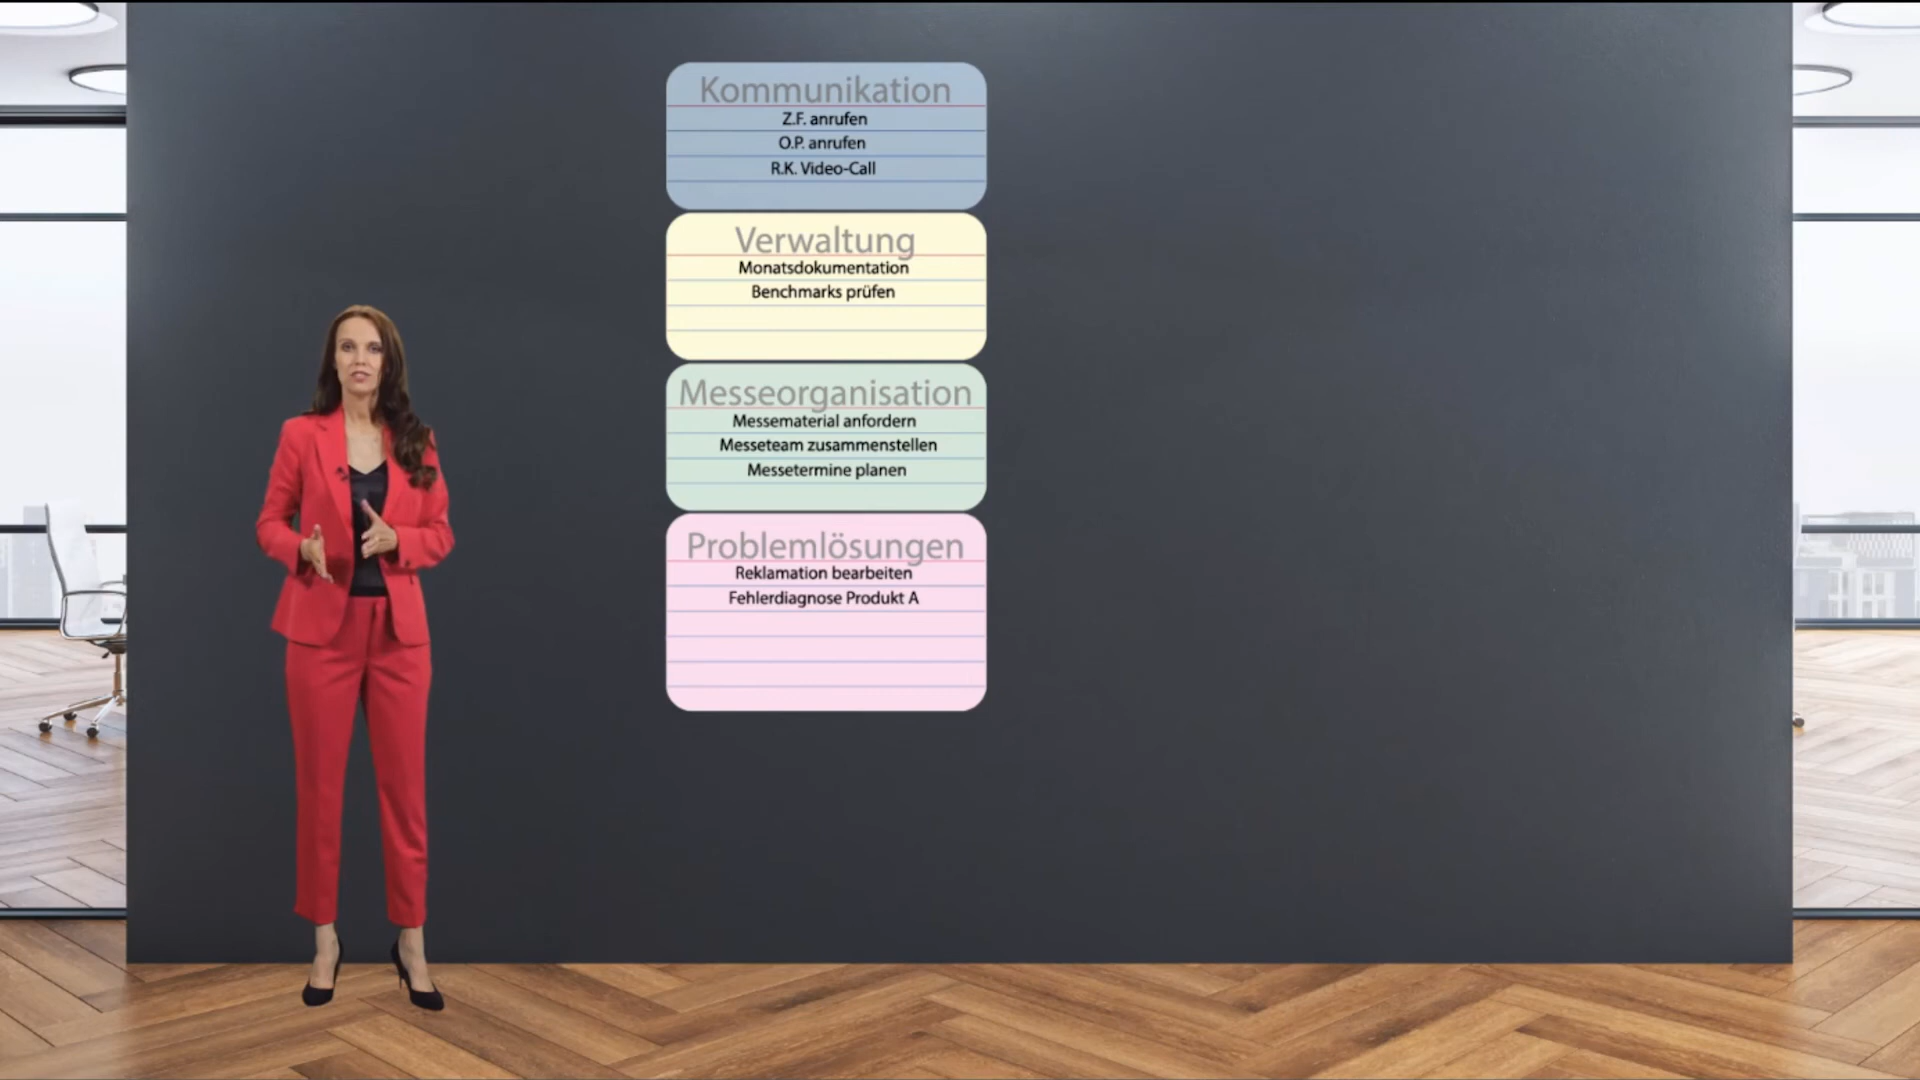 Kommunikation
Z.F. anrufen
O.P. anrufen
R.K. Video-Call
Verwaltung
Monatsdokumentation
Benchmarks prüfen
Messeorganisation
Messematerial anfordern
Messeteam zusammenstellen
Messetermine planen
Problemlösungen
Reklamation bearbeiten
Fehlerdiagnose Produkt A